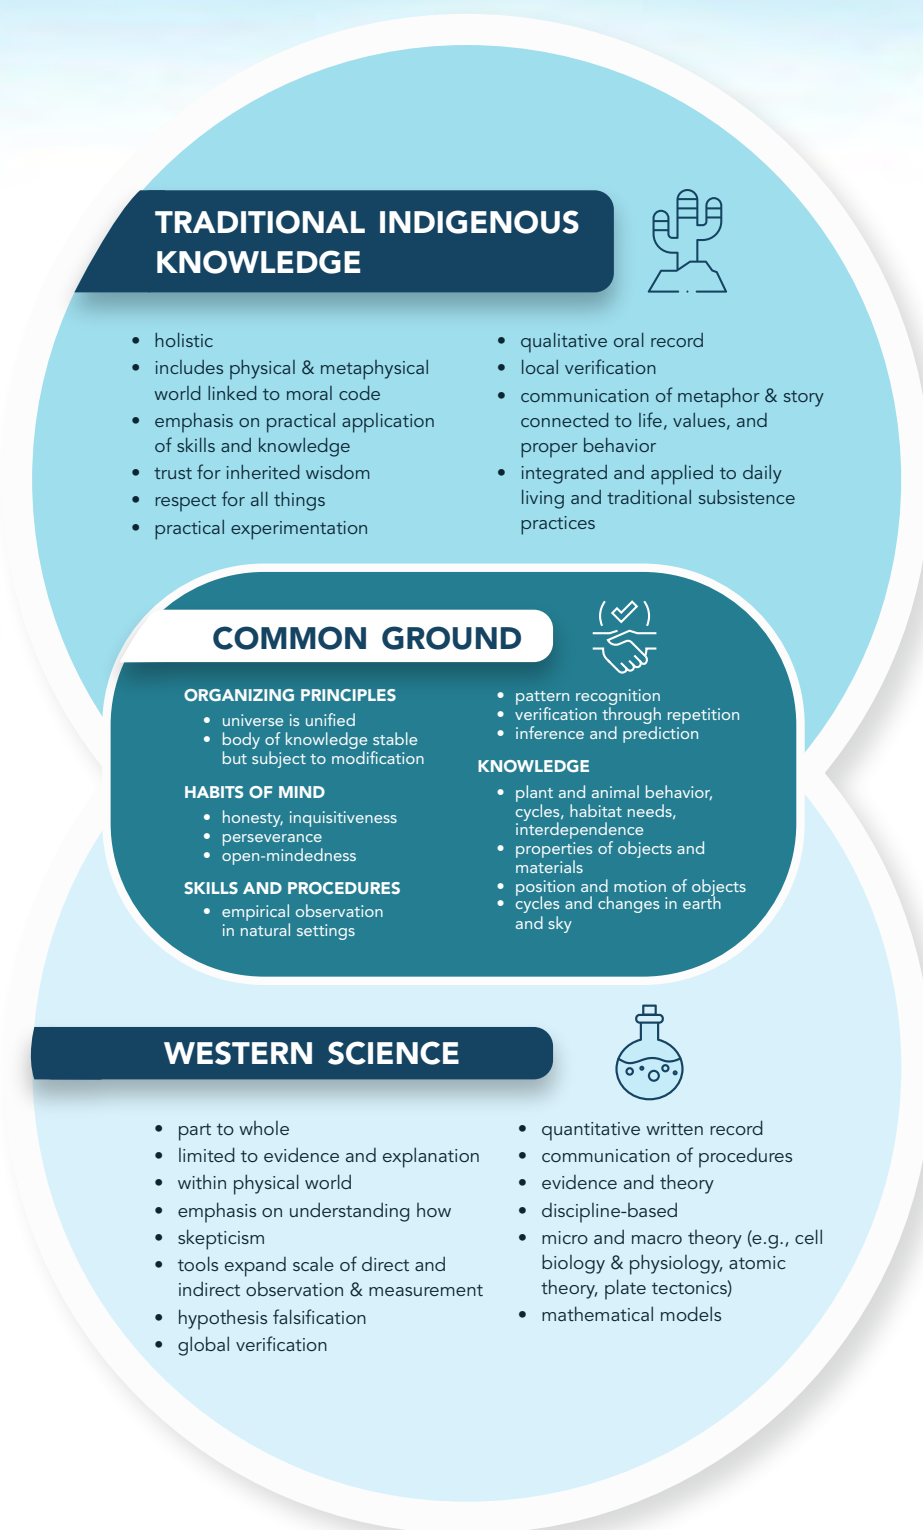 TRADITIONAL INDIGENOUS
KNOWLEDGE
• holistic
• includes physical & metaphysical
world linked to moral code
• emphasis on practical application
of skills and knowledge
• trust for inherited wisdom
• respect for all things
• practical experimentation
• qualitative oral record
• local verification
• communication of metaphor & story
connected to life, values, and
proper behavior
• integrated and applied to daily
living and traditional subsistence
practices
COMMON GROUND
ORGANIZING PRINCIPLES
• universe is unified
• body of knowledge stable
but subject to modification
HABITS OF MIND
• honesty, inquisitiveness
• perseverance
• open-mindedness
SKILLS AND PROCEDURES
• empirical observation
in natural settings
• pattern recognition
• verification through repetition
• inference and prediction
KNOWLEDGE
• plant and animal behavior,
cycles, habitat needs,
interdependence
• properties of objects and
materials
• position and motion of objects
• cycles and changes in earth
and sky
WESTERN SCIENCE
• part to whole
• limited to evidence and explanation
• within physical world
• emphasis on understanding how
• skepticism
• tools expand scale of direct and
indirect observation & measurement
• hypothesis falsification
• global verification
• quantitative written record
• communication of procedures
• evidence and theory
• discipline-based
• micro and macro theory (e.g., cell
biology & physiology, atomic
theory, plate tectonics)
• mathematical models